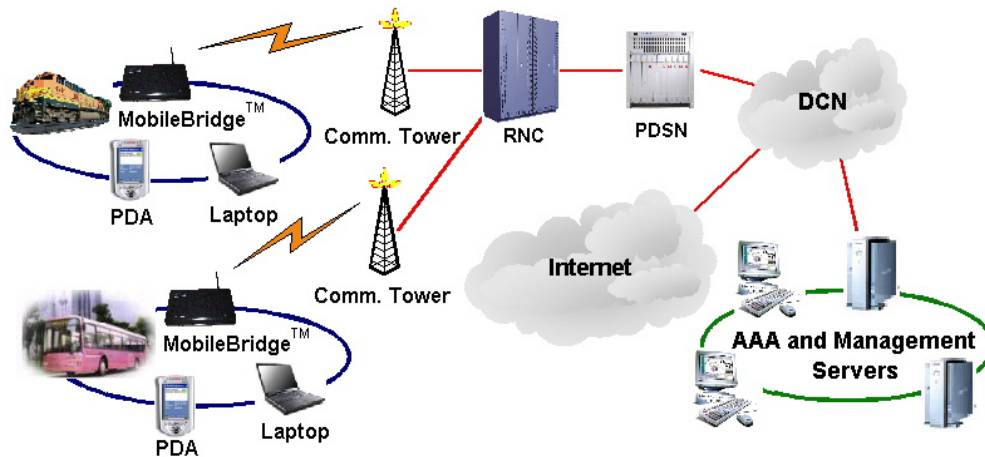 MobileBridge™
PDA
Laptop
Comm. Tower
RNC
PDSN
DCN
Internet
Comm. Tower
MobileBridge™
PDA
Laptop
AAA and Management
Servers